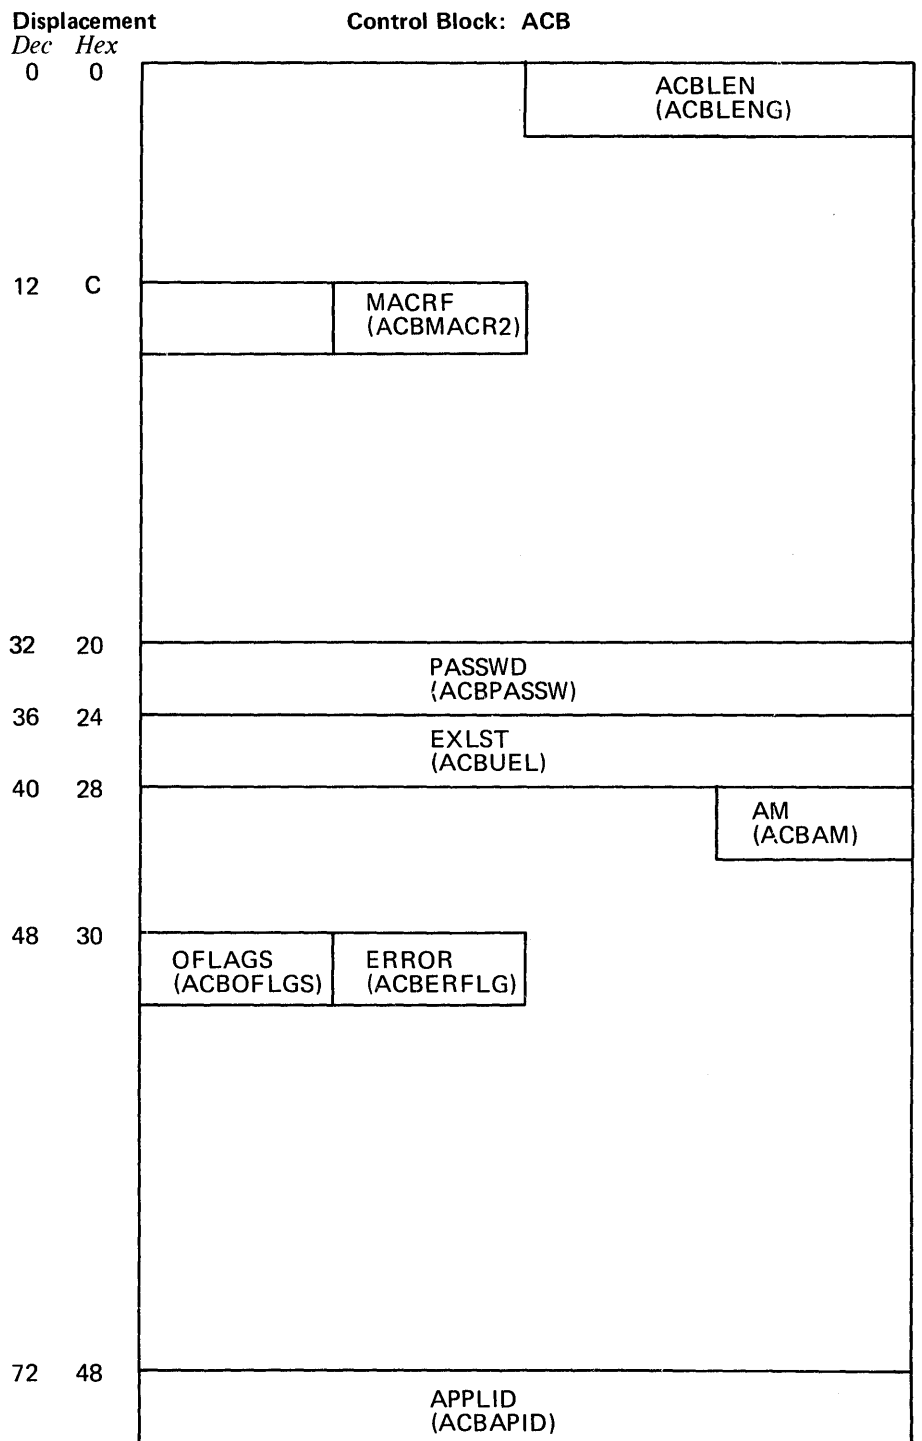 Displacement Control Block: ACB
Dec Hex
0 0
ACBLEN
(ACBLENG)
12 C
MACRF
(ACBMACR2)
32 20
PASSWD
(ACBPASSW)
36 24
EXLST
(ACBUEL)
40 28
AM
(ACBAM)
48 30
OFLAGS ERROR
(ACBOFLGS) (ACBERFLG)
72 48
APPLID
(ACBAPID)